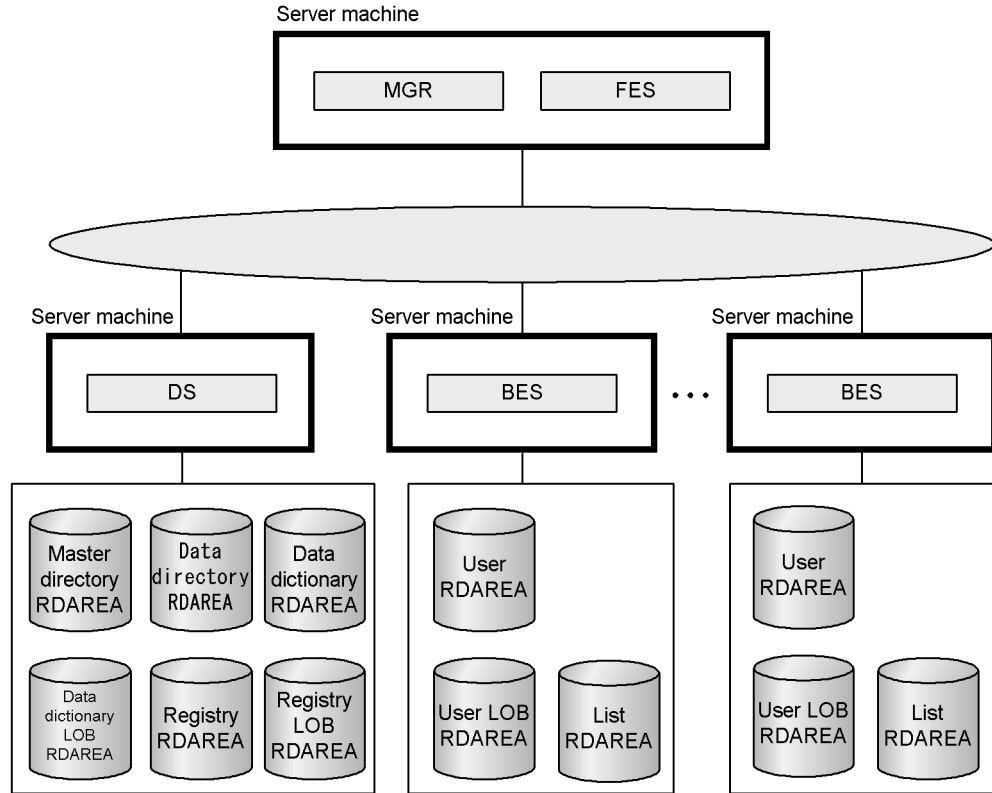 Server machine
MGR
FES
Server machine
Server machine
Server machine
DS
BES
• • •
BES
Master
directory
RDAREA
Data
directory
RDAREA
Data
dictionary
RDAREA
User
RDAREA
User
RDAREA
Data
dictionary
LOB
RDAREA
Registry
RDAREA
Registry
LOB
RDAREA
User LOB
RDAREA
List
RDAREA
User LOB
RDAREA
List
RDAREA